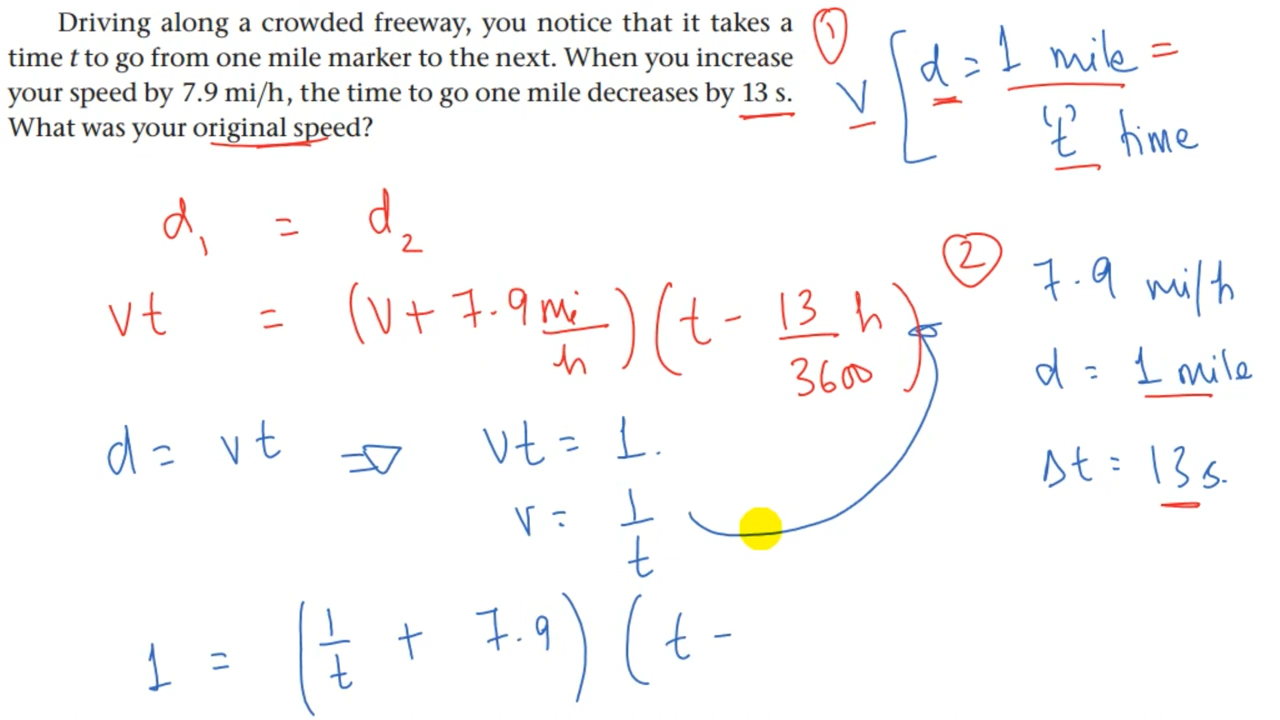 Driving along a crowded freeway, you notice that it takes a
time t to go from one mile marker to the next. When you increase
your speed by 7.9 mi/h, the time to go one mile decreases by 13 s.
What was your original speed?
① v [ d = 1 mile =
"t" time
d₁ = d₂
② 7.9 mi/h
vt = (v + 7.9 mi/h) (t - 13/3600 h)
d = 1 mile
d = vt ⇒ vt = 1.
Δt = 13 s.
v = 1/t
1 = (1/t + 7.9) (t -